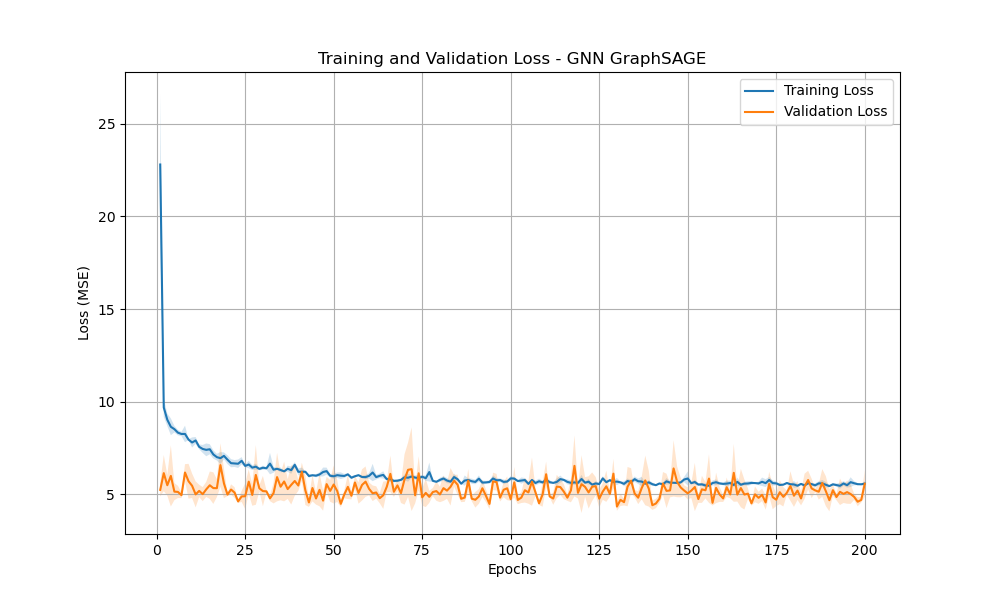 Training and Validation Loss - GNN GraphSAGE
Training Loss
Validation Loss
25
20
15
10
5
Loss (MSE)
0
25
50
75
100
125
150
175
200
Epochs